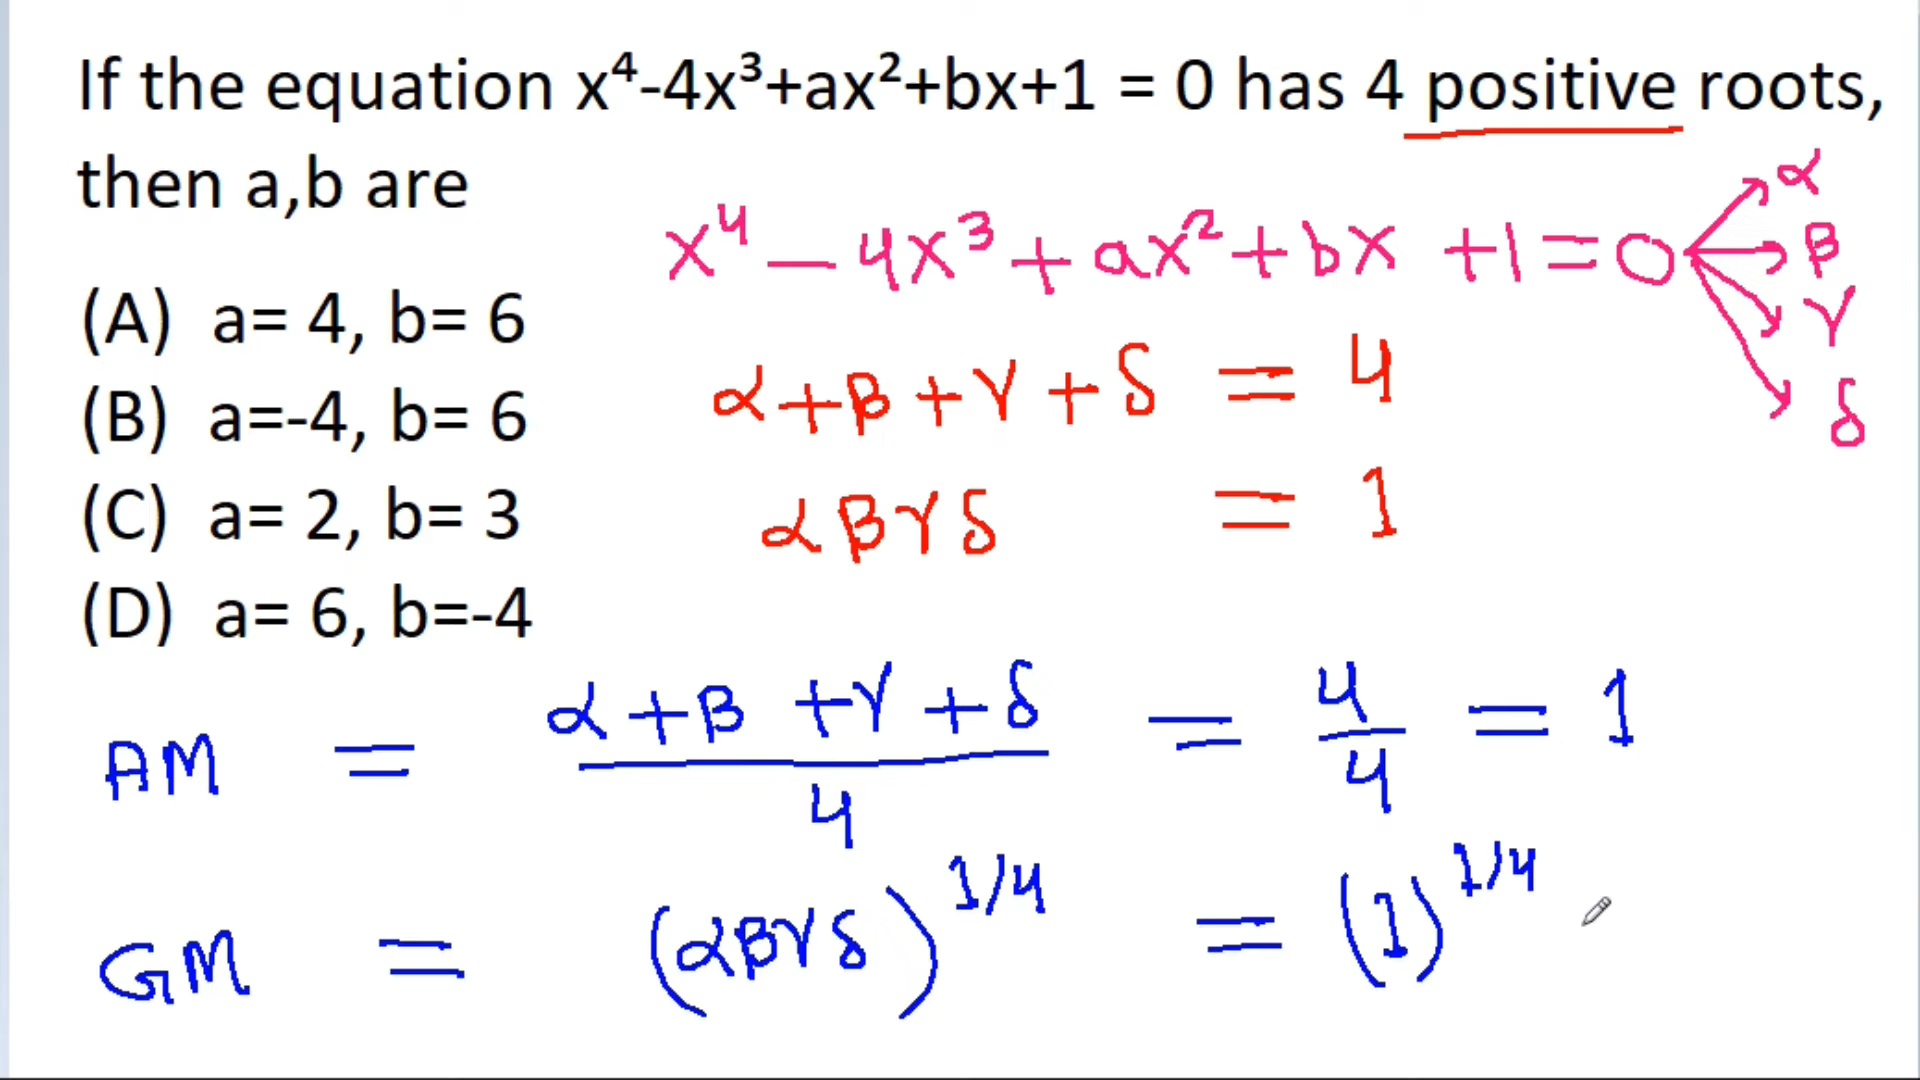 If the equation x⁴-4x³+ax²+bx+1 = 0 has 4 positive roots,
then a,b are
x⁴ - 4x³ + ax² + bx + 1 = 0
α
β
γ
δ
(A) a= 4, b= 6
(B) a=-4, b= 6
(C) a= 2, b= 3
(D) a= 6, b=-4
α + β + γ + δ = 4
αβγδ = 1
AM = (α + β + γ + δ)/4 = 4/4 = 1
GM = (αβγδ)^1/4 = (1)^1/4